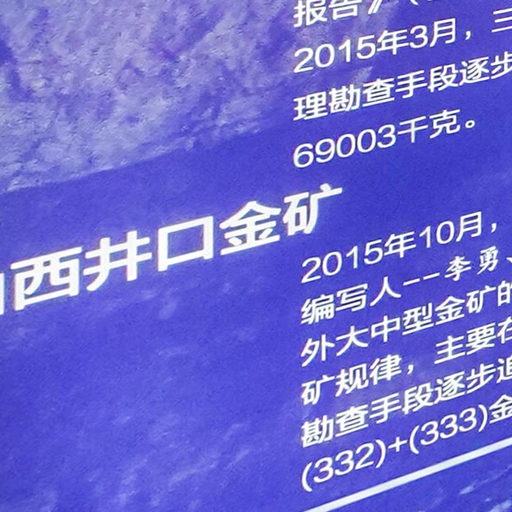 报告》
2015年3月，三
理勘查手段逐步
69003千克。
西井口金矿
2015年10月，
编写人--李勇、
外大中型金矿的
矿规律，主要在
勘查手段逐步追
(332)+(333)金